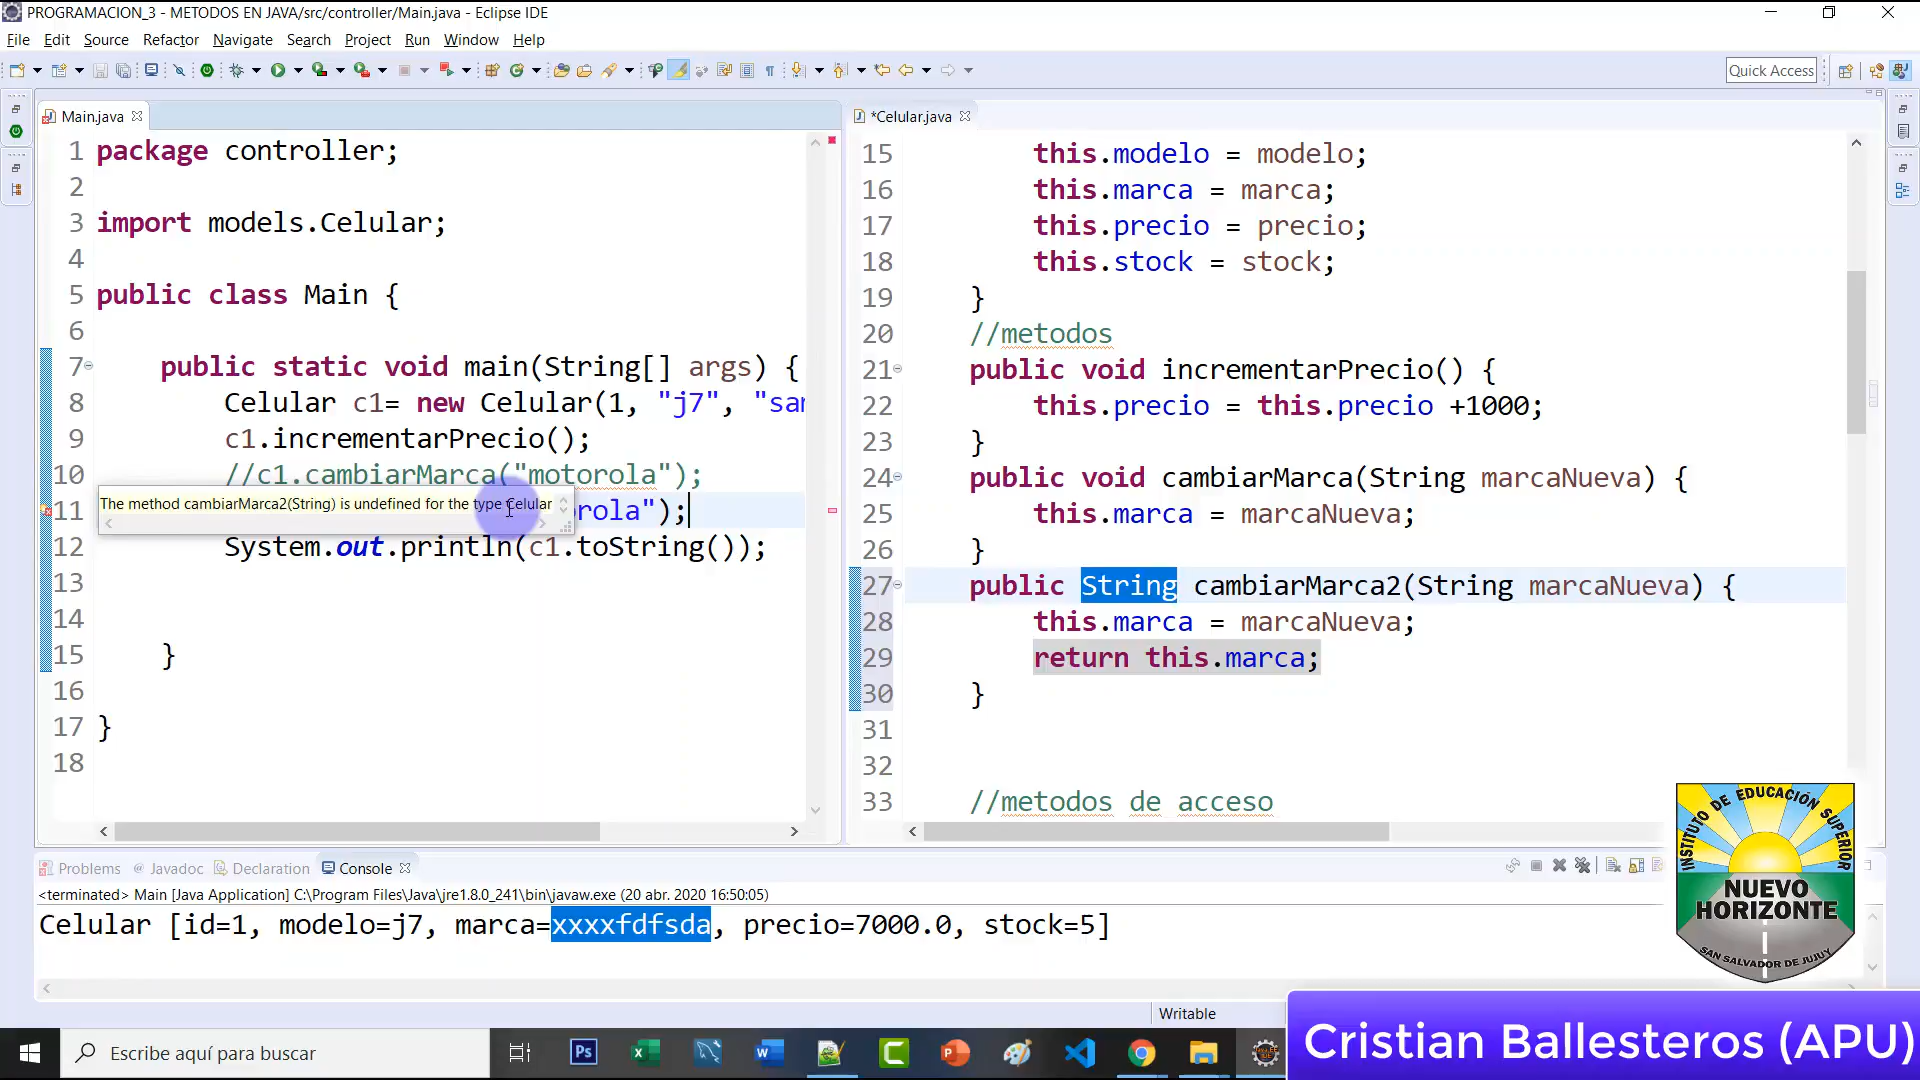 PROGRAMACION_3 - METODOS EN JAVA/src/controller/Main.java - Eclipse IDE
File Edit Source Refactor Navigate Search Project Run Window Help
Quick Access
Main.java
1 package controller;
2
3 import models.Celular;
4
5 public class Main {
6
7 public static void main(String[] args) {
8 Celular c1= new Celular(1, "j7", "sam
9 c1.incrementarPrecio();
10 //c1.cambiarMarca("motorola");
The method cambiarMarca2(String) is undefined for the type Celular
11 orola");
12 System.out.println(c1.toString());
13
14
15 }
16
17 }
18
*Celular.java
15 this.modelo = modelo;
16 this.marca = marca;
17 this.precio = precio;
18 this.stock = stock;
19 }
20 //metodos
21 public void incrementarPrecio() {
22 this.precio = this.precio +1000;
23 }
24 public void cambiarMarca(String marcaNueva) {
25 this.marca = marcaNueva;
26 }
27 public String cambiarMarca2(String marcaNueva) {
28 this.marca = marcaNueva;
29 return this.marca;
30 }
31
32
33 //metodos de acceso
Problems @ Javadoc Declaration Console
<terminated> Main [Java Application] C:\Program Files\Java\jre1.8.0_241\bin\javaw.exe (20 abr. 2020 16:50:05)
Celular [id=1, modelo=j7, marca=xxxxfdfsda, precio=7000.0, stock=5]
INSTITUTO DE EDUCACIÓN SUPERIOR
NUEVO
HORIZONTE
SAN SALVADOR DE JUJUY
Writable
Cristian Ballesteros (APU)
Escribe aquí para buscar